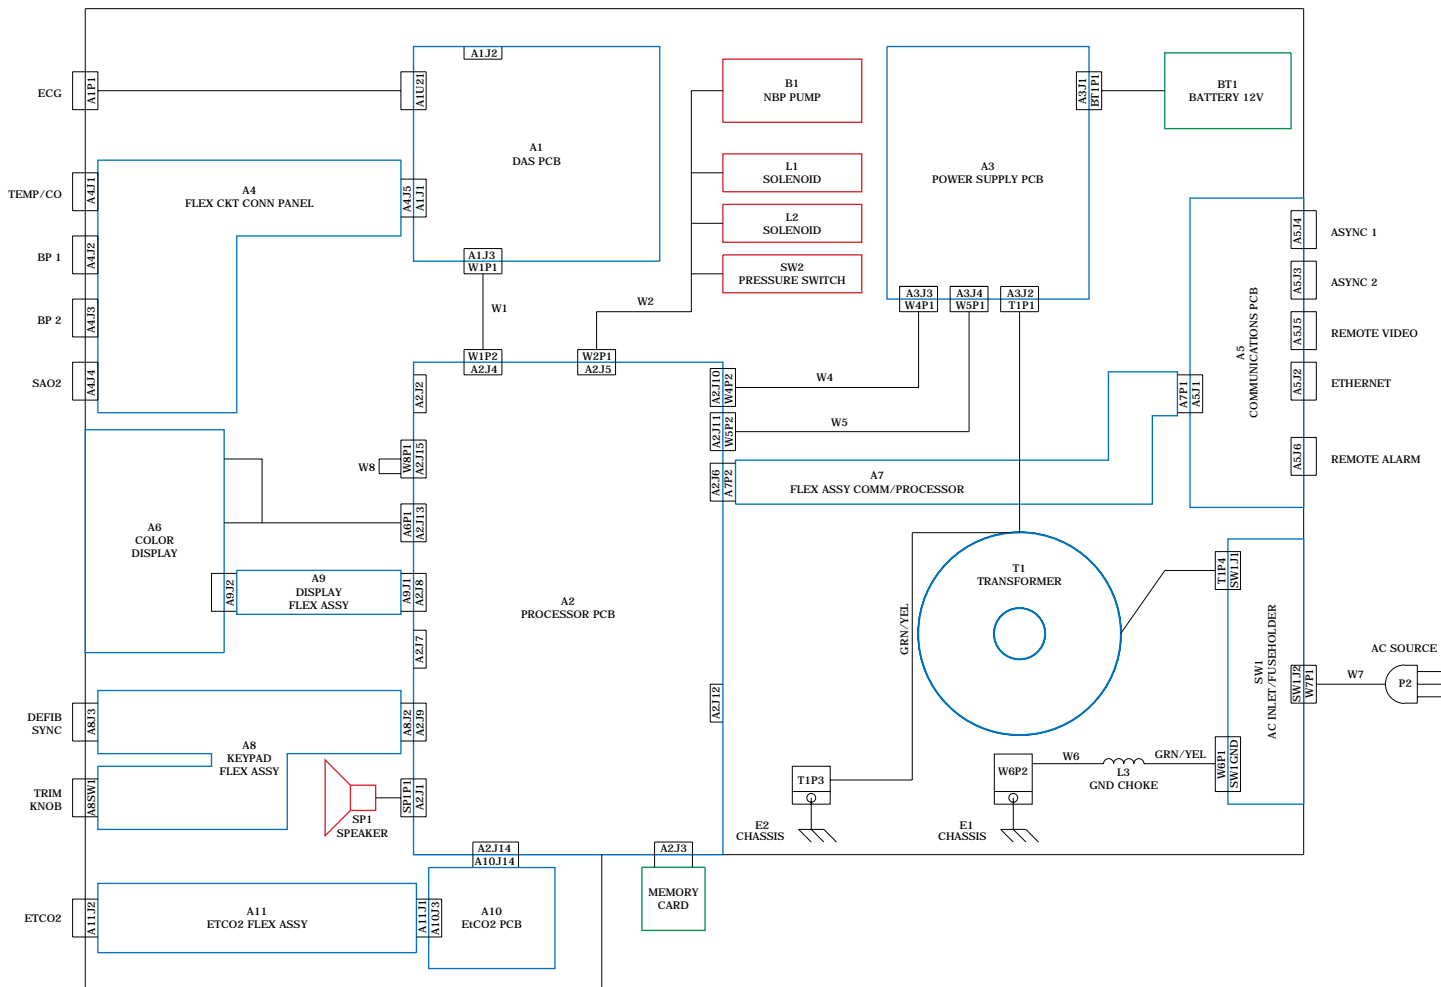 ECG
A1P1
A1U21
A1J2
A1
DAS PCB
B1
NBP PUMP
L1
SOLENOID
L2
SOLENOID
SW2
PRESSURE SWITCH
A3
POWER SUPPLY PCB
A3J1
BT1P1
BT1
BATTERY 12V
TEMP/CO
A4J1
BP 1
A4J2
BP 2
A4J3
SAO2
A4J4
A4
FLEX CKT CONN PANEL
A4J5
A1J1
A1J3
W1P1
W1
W2
W1P2
A2J4
W2P1
A2J5
A3J3
W4P1
A3J4
W5P1
A3J2
T1P1
A5J4
ASYNC 1
A5J3
ASYNC 2
A5J5
REMOTE VIDEO
A5J2
ETHERNET
A5J6
REMOTE ALARM
A5
COMMUNICATIONS PCB
A7P1
A5J1
A2J2
W8
W8P1
A2J15
A6P1
A2J13
A2J10
W4P2
W4
A2J11
W5P2
W5
A2J6
A7P2
A7
FLEX ASSY COMM/PROCESSOR
A6
COLOR
DISPLAY
A9J2
A9
DISPLAY
FLEX ASSY
A9J1
A2J8
A2J7
A2
PROCESSOR PCB
A2J12
T1
TRANSFORMER
GRN/YEL
T1P4
SW1J1
SW1
AC INLET/FUSEHOLDER
SW1J2
W7P1
W7
AC SOURCE
P2
DEFIB
SYNC
A8J3
A8
KEYPAD
FLEX ASSY
A8J2
A2J9
TRIM
KNOB
A8SW1
SP1
SPEAKER
SP1P1
A2J1
T1P3
E2
CHASSIS
W6P2
E1
CHASSIS
W6
L3
GND CHOKE
GRN/YEL
W6P1
SW1GND
A2J14
A10J14
A2J3
MEMORY
CARD
ETCO2
A11J2
A11
ETCO2 FLEX ASSY
A11J1
A10J3
A10
EtCO2 PCB